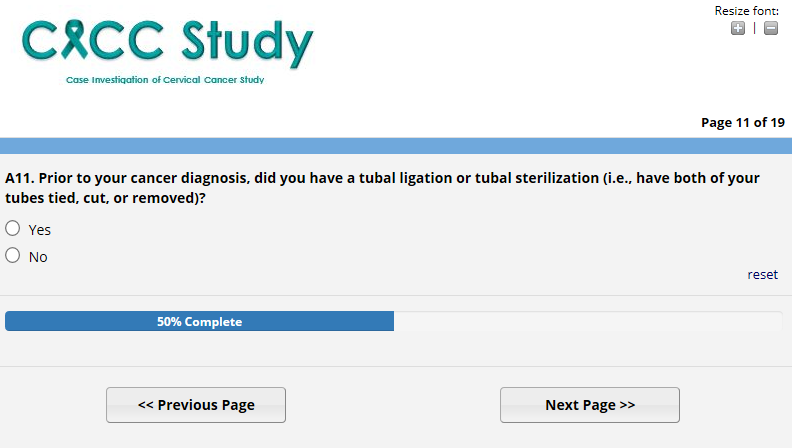 Resize font:
+ | −
CICC Study
Case Investigation of Cervical Cancer Study
Page 11 of 19
A11. Prior to your cancer diagnosis, did you have a tubal ligation or tubal sterilization (i.e., have both of your
tubes tied, cut, or removed)?
Yes
No
reset
50% Complete
<< Previous Page
Next Page >>